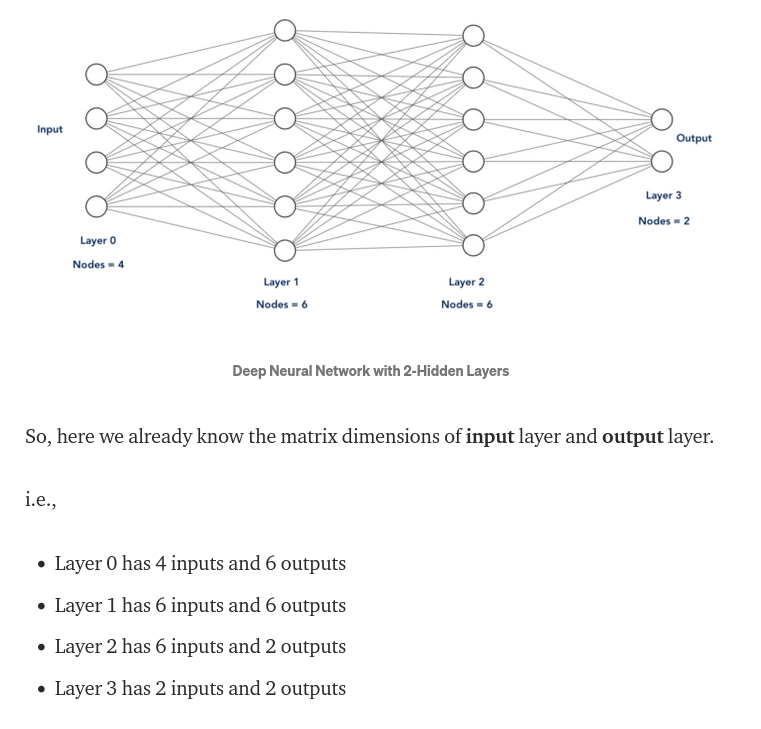 Input
Output
Layer 3
Nodes = 2
Layer 0
Nodes = 4
Layer 1
Nodes = 6
Layer 2
Nodes = 6
Deep Neural Network with 2-Hidden Layers
So, here we already know the matrix dimensions of input layer and output layer.
i.e.,
• Layer 0 has 4 inputs and 6 outputs
• Layer 1 has 6 inputs and 6 outputs
• Layer 2 has 6 inputs and 2 outputs
• Layer 3 has 2 inputs and 2 outputs